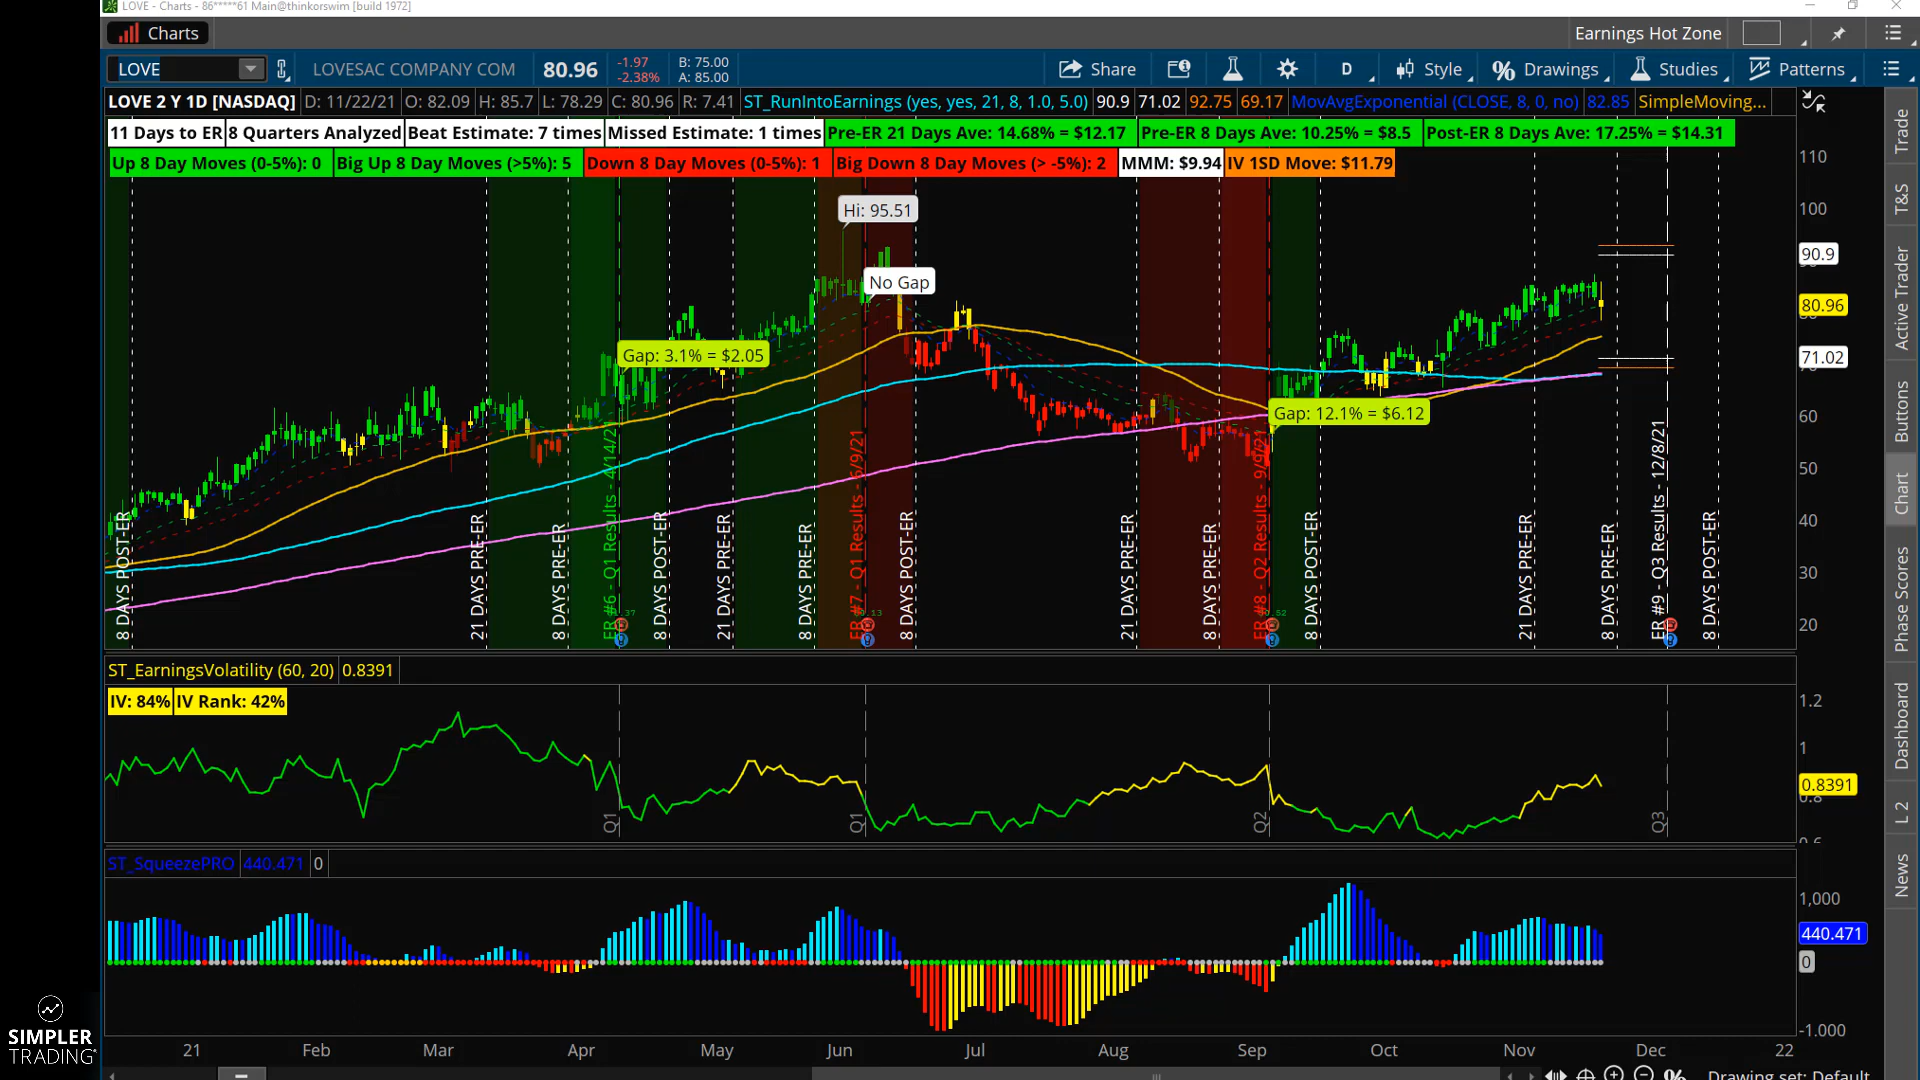 LOVE - Charts - 86*****61 Main@thinkorswim [build 1972]
Charts
Earnings Hot Zone
LOVE LOVESAC COMPANY COM 80.96 -1.97 -2.38% B: 75.00 A: 85.00 Share D Style Drawings Studies Patterns
LOVE 2 Y 1D [NASDAQ] D: 11/22/21 O: 82.09 H: 85.7 L: 78.29 C: 80.96 R: 7.41 ST_RunIntoEarnings (yes, yes, 21, 8, 1.0, 5.0) 90.9 71.02 92.75 69.17 MovAvgExponential (CLOSE, 8, 0, no) 82.85 SimpleMoving...
11 Days to ER 8 Quarters Analyzed Beat Estimate: 7 times Missed Estimate: 1 times Pre-ER 21 Days Ave: 14.68% = $12.17 Pre-ER 8 Days Ave: 10.25% = $8.5 Post-ER 8 Days Ave: 17.25% = $14.31
Up 8 Day Moves (0-5%): 0 Big Up 8 Day Moves (>5%): 5 Down 8 Day Moves (0-5%): 1 Big Down 8 Day Moves (> -5%): 2 MMM: $9.94 IV 1SD Move: $11.79
Hi: 95.51
No Gap
Gap: 3.1% = $2.05
Gap: 12.1% = $6.12
110
100
90.9
80.96
71.02
60
50
40
30
20
8 DAYS POST-ER
21 DAYS PRE-ER
8 DAYS PRE-ER
ER #6 - Q1 Results - 4/14/21
8 DAYS POST-ER
21 DAYS PRE-ER
8 DAYS PRE-ER
ER #7 - Q1 Results - 6/9/21
8 DAYS POST-ER
21 DAYS PRE-ER
8 DAYS PRE-ER
ER #8 - Q2 Results - 9/9/21
8 DAYS POST-ER
21 DAYS PRE-ER
8 DAYS PRE-ER
ER #9 - Q3 Results - 12/8/21
8 DAYS POST-ER
ST_EarningsVolatility (60, 20) 0.8391
IV: 84% IV Rank: 42%
1.2
1
0.8391
Q1
Q1
Q2
Q3
ST_SqueezePRO 440.471 0
1,000
440.471
0
-1,000
21 Feb Mar Apr May Jun Jul Aug Sep Oct Nov Dec 22
Drawing set: Default
Trade
T&S
Active Trader
Buttons
Chart
Phase Scores
Dashboard
L 2
News
SIMPLER
TRADING